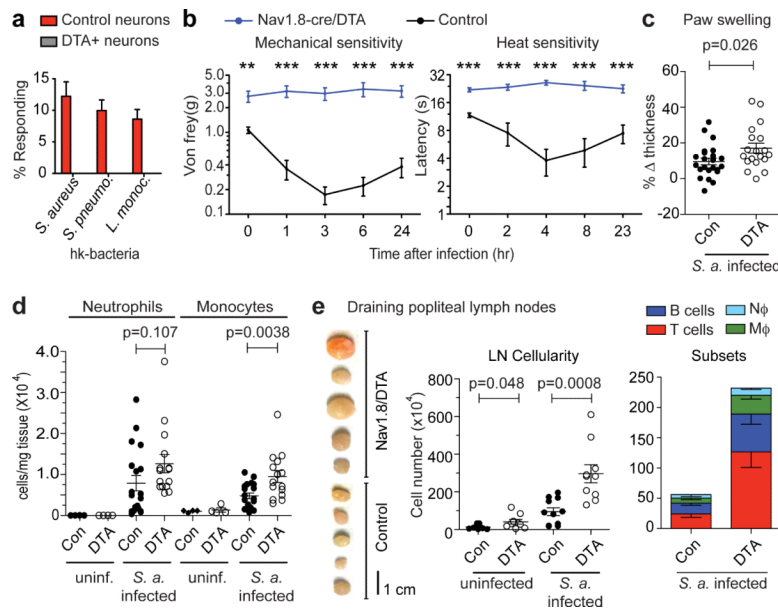 a
Control neurons
DTA+ neurons
% Responding
15
10
5
0
S. aureus
S. pneumo.
L. monoc.
hk-bacteria
b
Nav1.8-cre/DTA
Control
Mechanical sensitivity
** *** *** *** ***
Von frey(g)
5.0
3.0
1.0
0.4
0.2
0.1
0 1 3 6 24
Heat sensitivity
*** *** *** *** ***
Latency (s)
32
16
8
4
2
1
0 2 4 8 23
Time after infection (hr)
c
Paw swelling
p=0.026
% Δ thickness
60
40
20
0
-20
Con DTA
S. a. infected
d
Neutrophils Monocytes
p=0.107 p=0.0038
cells/mg tissue (X10⁻⁴)
4.0
3.0
2.0
1.0
0
Con DTA Con DTA Con DTA Con DTA
uninf. S. a. infected uninf. S. a. infected
e
Draining popliteal lymph nodes
Nav1.8/DTA
Control
1 cm
LN Cellularity
p=0.048 p=0.0008
Cell number (x10⁴)
800
600
400
200
0
Con DTA Con DTA
uninfected S. a. infected
B cells
T cells
Nϕ
Mϕ
Subsets
250
200
150
100
50
0
Con DTA
S. a. infected